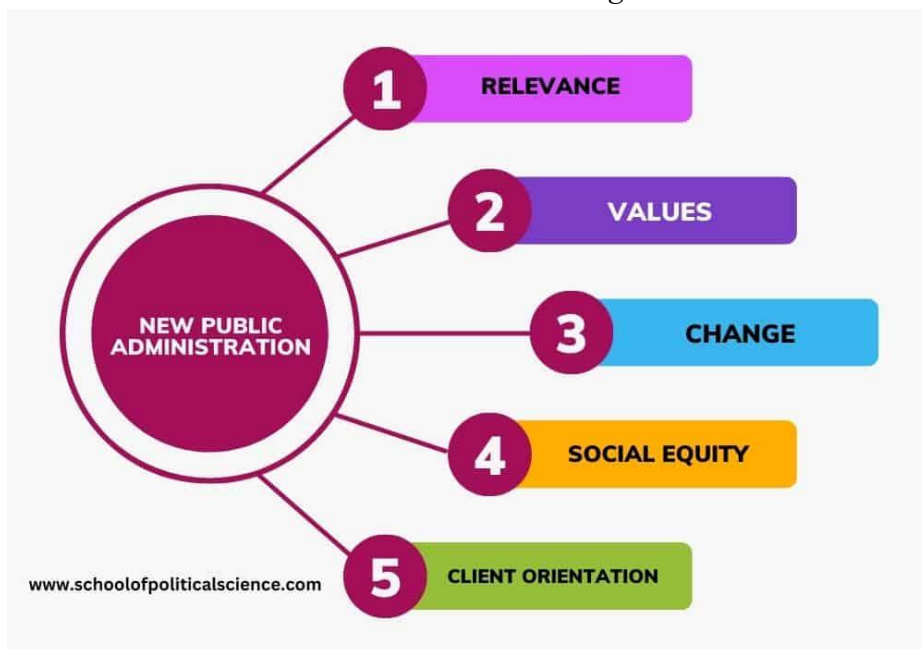 1
RELEVANCE
2
VALUES
NEW PUBLIC
ADMINISTRATION
3
CHANGE
4
SOCIAL EQUITY
5
CLIENT ORIENTATION
www.schoolofpoliticalscience.com